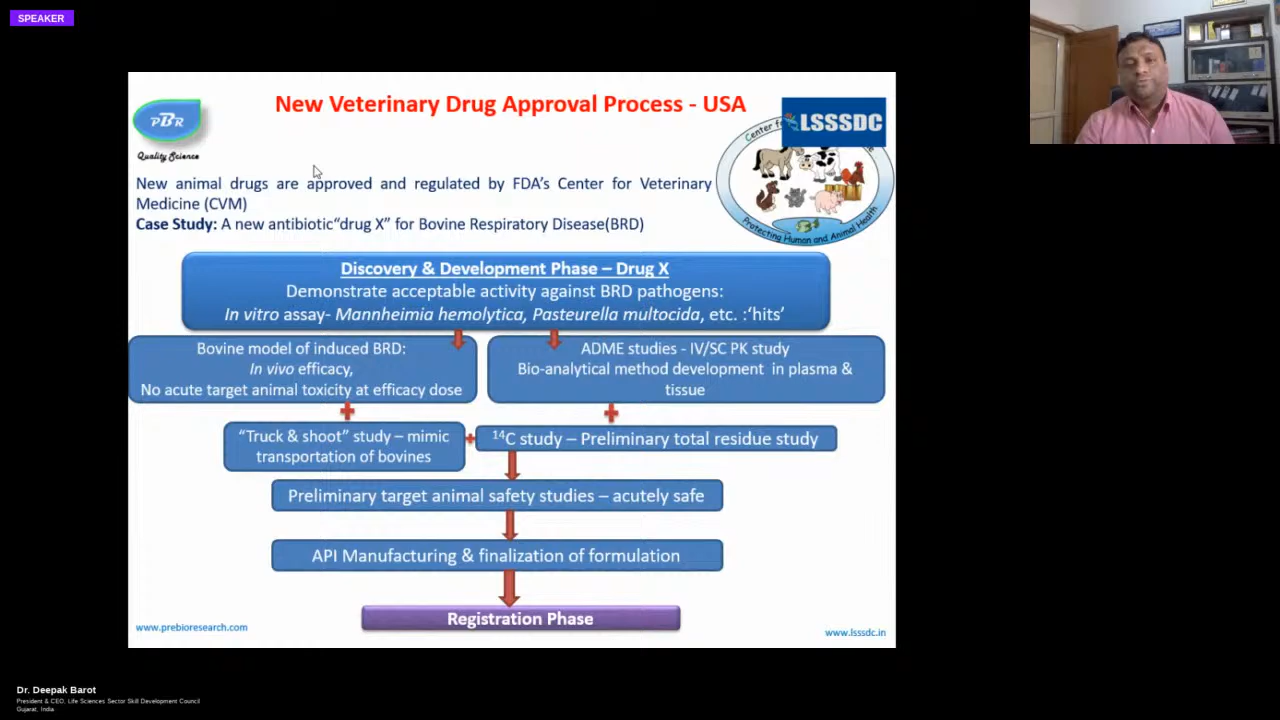 SPEAKER
New Veterinary Drug Approval Process - USA
PBR
Quality Science
LSSSDC
Center for
Protecting Human and Animal Health
New animal drugs are approved and regulated by FDA’s Center for Veterinary
Medicine (CVM)
Case Study: A new antibiotic“drug X” for Bovine Respiratory Disease(BRD)
Discovery & Development Phase – Drug X
Demonstrate acceptable activity against BRD pathogens:
In vitro assay- Mannheimia hemolytica, Pasteurella multocida, etc. :‘hits’
Bovine model of induced BRD:
In vivo efficacy,
No acute target animal toxicity at efficacy dose
ADME studies - IV/SC PK study
Bio-analytical method development in plasma &
tissue
“Truck & shoot” study – mimic
transportation of bovines
14C study – Preliminary total residue study
Preliminary target animal safety studies – acutely safe
API Manufacturing & finalization of formulation
Registration Phase
www.prebioresearch.com
www.lsssdc.in
Dr. Deepak Barot
President & CEO, Life Sciences Sector Skill Development Council
Gujarat, India